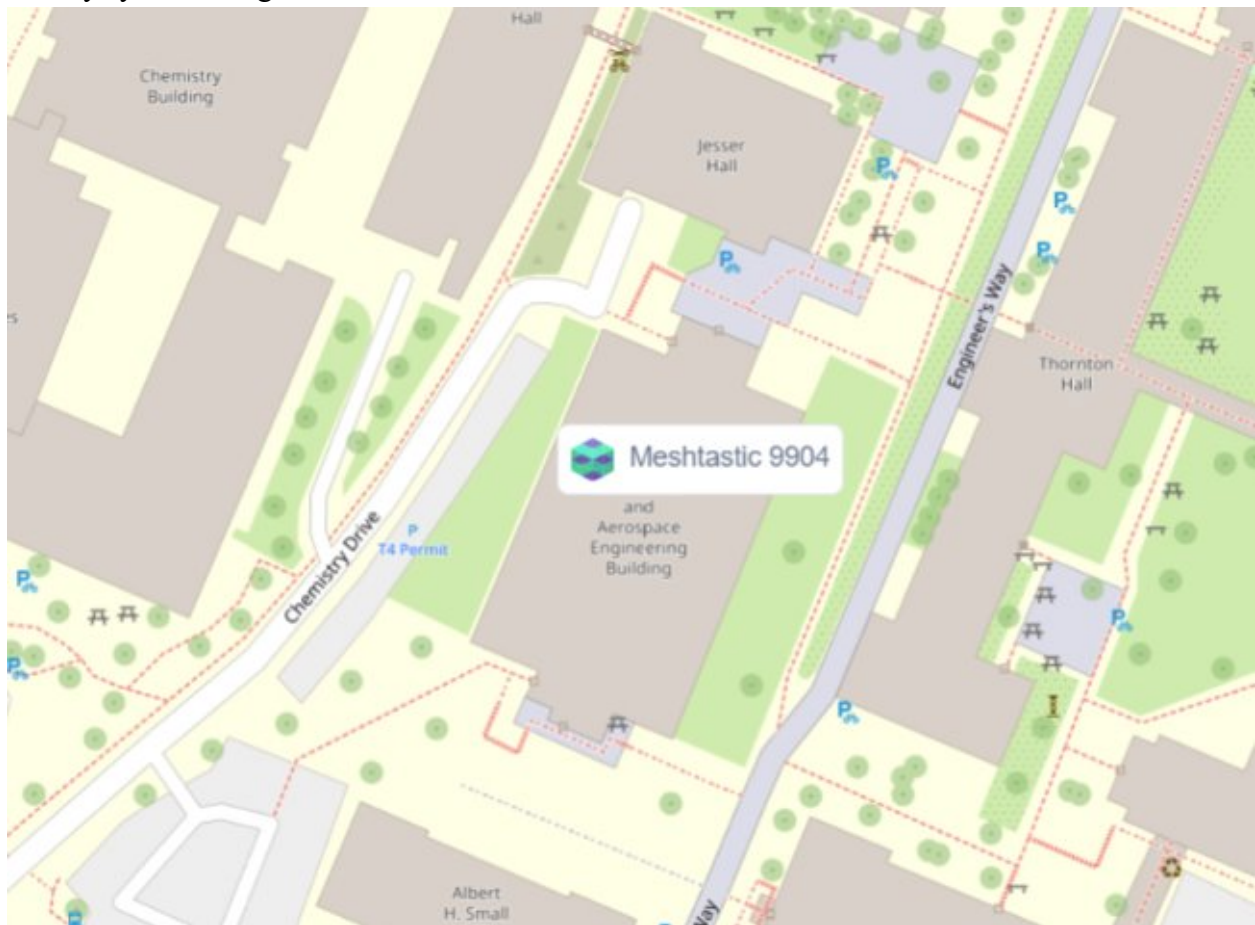 Hall
Chemistry
Building
Jesser
Hall
P
P
P
P
Engineer's Way
Thornton
Hall
Meshtastic 9904
and
Aerospace
Engineering
Building
P
T4 Permit
Chemistry Drive
P
P
P
P
Albert
H. Small
Way